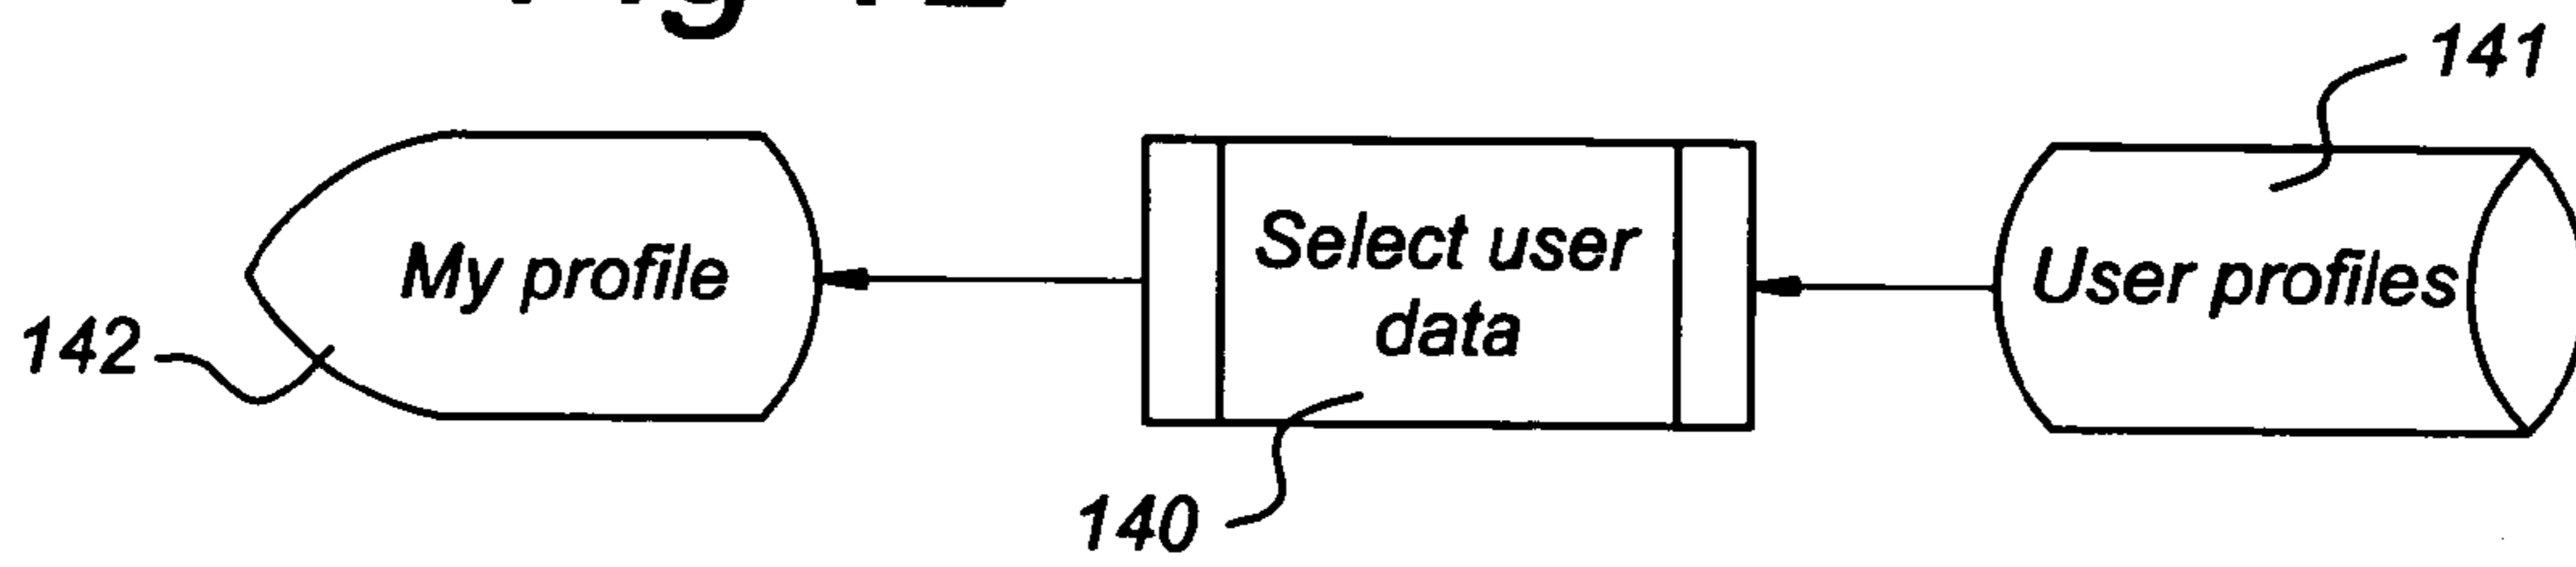 141
My profile
Select user
data
User profiles
142
140